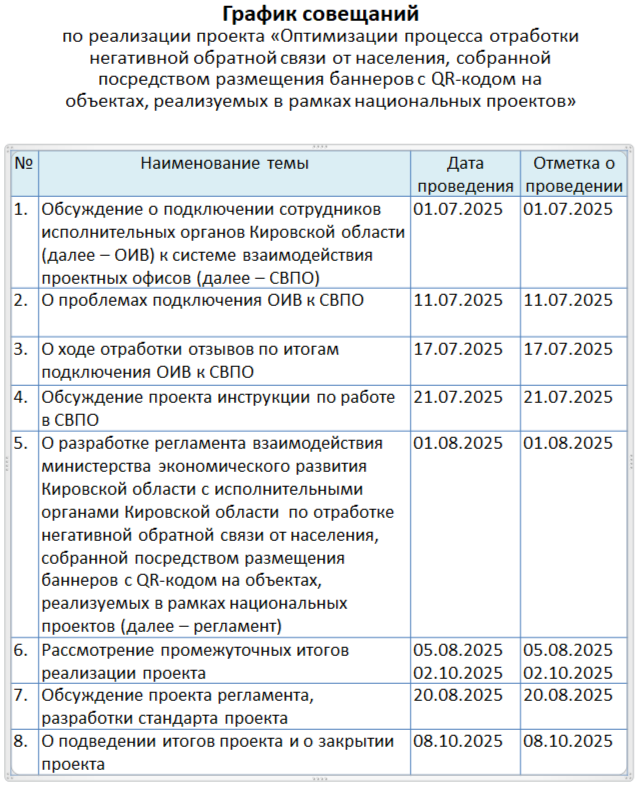 График совещаний
по реализации проекта «Оптимизации процесса отработки
негативной обратной связи от населения, собранной
посредством размещения баннеров с QR-кодом на
объектах, реализуемых в рамках национальных проектов»
№ Наименование темы Дата Отметка о
проведения проведении
1. Обсуждение о подключении сотрудников 01.07.2025 01.07.2025
исполнительных органов Кировской области
(далее – ОИВ) к системе взаимодействия
проектных офисов (далее – СВПО)
2. О проблемах подключения ОИВ к СВПО 11.07.2025 11.07.2025
3. О ходе отработки отзывов по итогам 17.07.2025 17.07.2025
подключения ОИВ к СВПО
4. Обсуждение проекта инструкции по работе 21.07.2025 21.07.2025
в СВПО
5. О разработке регламента взаимодействия 01.08.2025 01.08.2025
министерства экономического развития
Кировской области с исполнительными
органами Кировской области по отработке
негативной обратной связи от населения,
собранной посредством размещения
баннеров с QR-кодом на объектах,
реализуемых в рамках национальных
проектов (далее – регламент)
6. Рассмотрение промежуточных итогов 05.08.2025 05.08.2025
реализации проекта 02.10.2025 02.10.2025
7. Обсуждение проекта регламента, 20.08.2025 20.08.2025
разработки стандарта проекта
8. О подведении итогов проекта и о закрытии 08.10.2025 08.10.2025
проекта